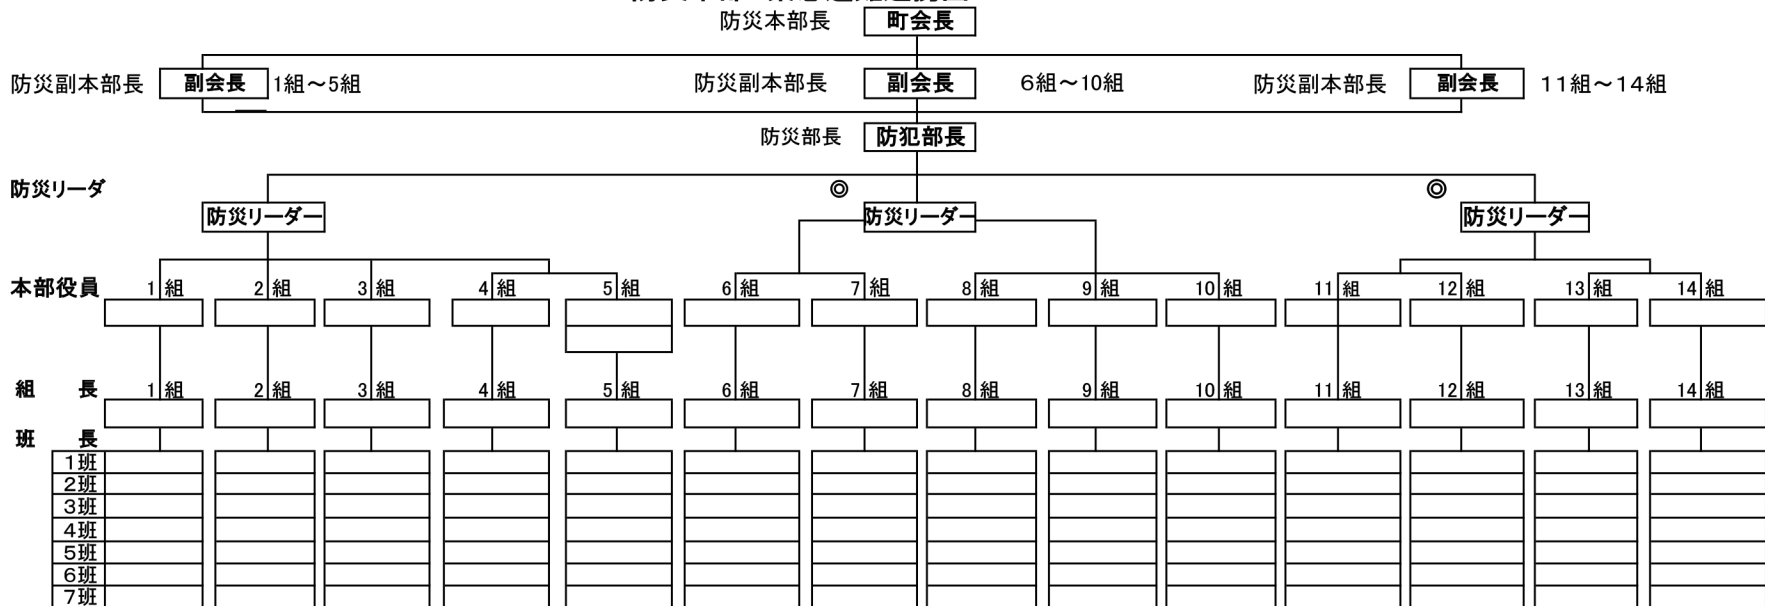 防災本部長 町会長
防災副本部長 副会長 1組～5組 防災副本部長 副会長 6組～10組 防災副本部長 副会長 11組～14組
防災部長 防犯部長
防災リーダ ◎ ◎
防災リーダー 防災リーダー 防災リーダー
本部役員 1組 2組 3組 4組 5組 6組 7組 8組 9組 10組 11組 12組 13組 14組
組 長 1組 2組 3組 4組 5組 6組 7組 8組 9組 10組 11組 12組 13組 14組
班 長
1班
2班
3班
4班
5班
6班
7班